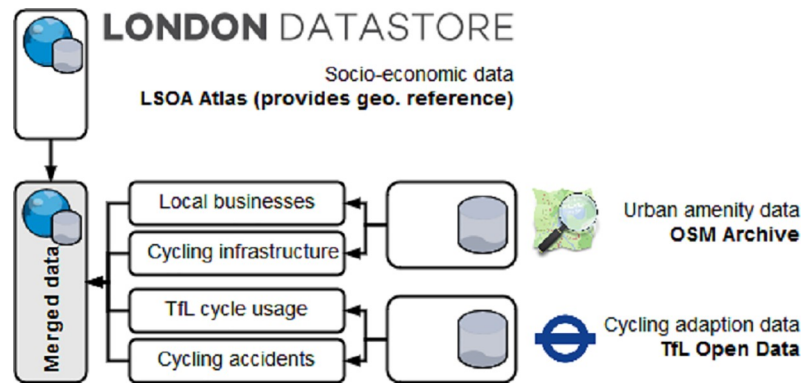 LONDON DATASTORE
Socio-economic data
LSOA Atlas (provides geo. reference)
Merged data
Local businesses
Cycling infrastructure
TfL cycle usage
Cycling accidents
Urban amenity data
OSM Archive
Cycling adaption data
TfL Open Data